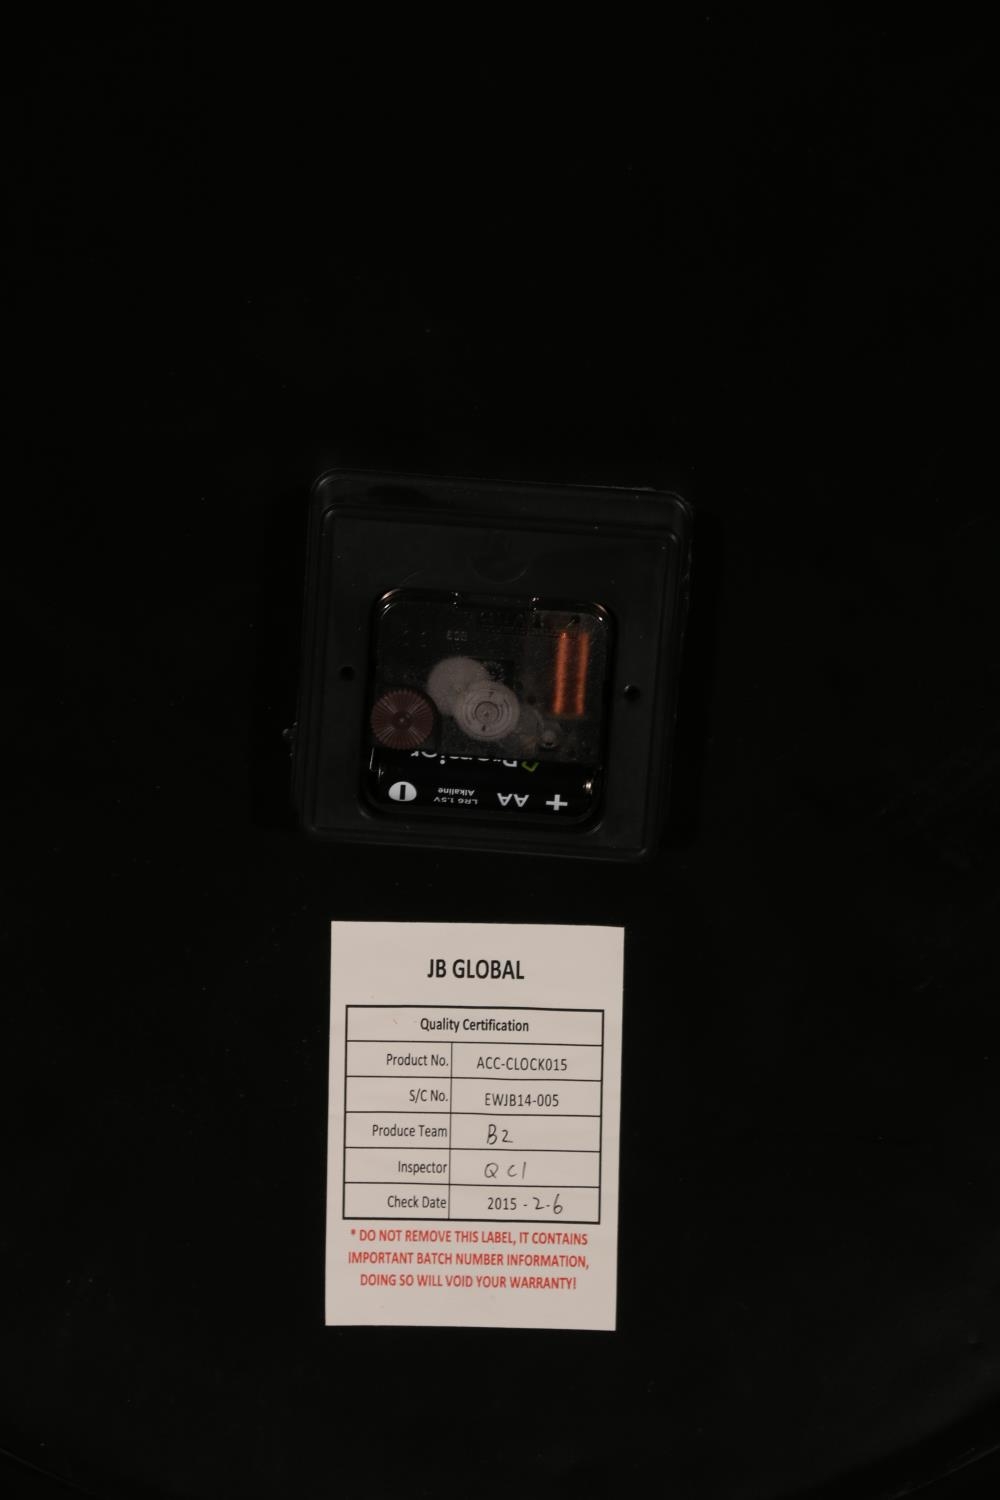 Premier
+ AA LR6 1.5V
Alkaline
JB GLOBAL
Quality Certification
Product No. ACC-CLOCK015
S/C No. EWJB14-005
Produce Team B2
Inspector QC1
Check Date 2015 - 2-6
* DO NOT REMOVE THIS LABEL, IT CONTAINS
IMPORTANT BATCH NUMBER INFORMATION,
DOING SO WILL VOID YOUR WARRANTY!